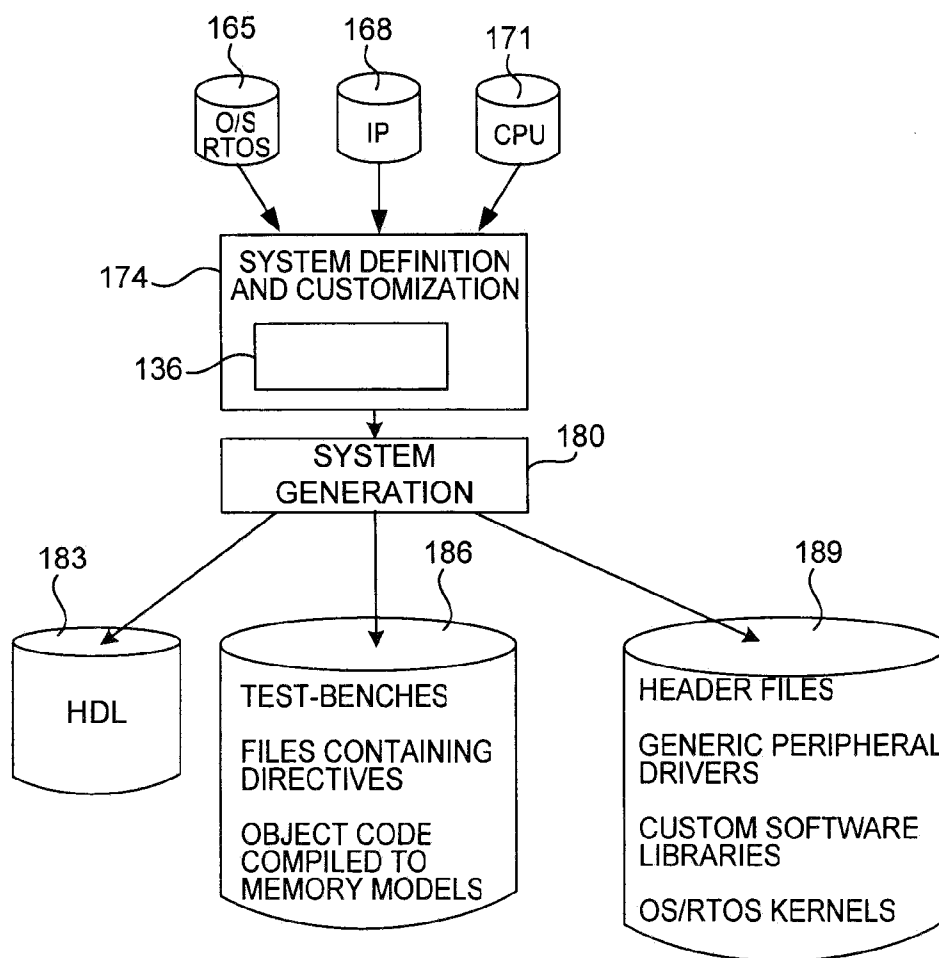 165
168
171
O/S
RTOS
IP
CPU
174
SYSTEM DEFINITION
AND CUSTOMIZATION
136
SYSTEM
GENERATION
180
183
186
189
HDL
TEST-BENCHES
FILES CONTAINING
DIRECTIVES
OBJECT CODE
COMPILED TO
MEMORY MODELS
HEADER FILES
GENERIC PERIPHERAL
DRIVERS
CUSTOM SOFTWARE
LIBRARIES
OS/RTOS KERNELS